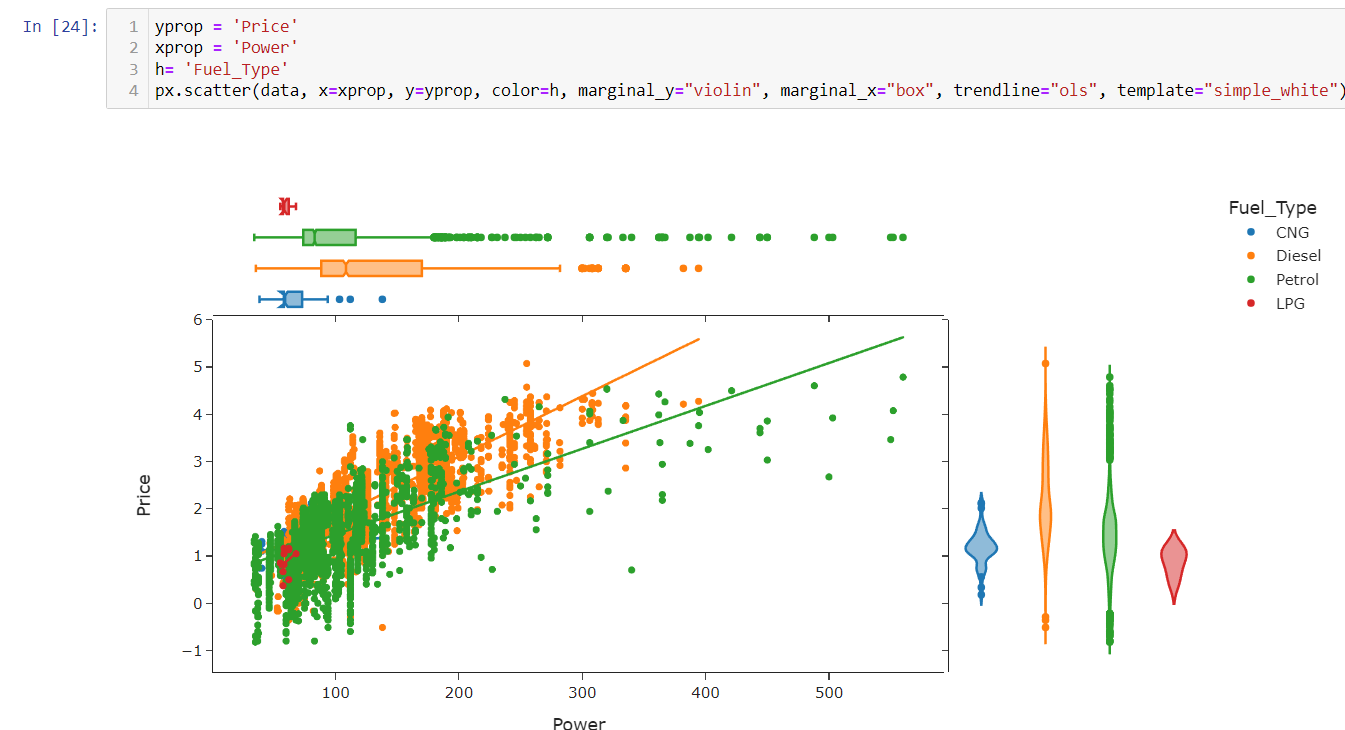 In [24]:
1 yprop = 'Price'
2 xprop = 'Power'
3 h= 'Fuel_Type'
4 px.scatter(data, x=xprop, y=yprop, color=h, marginal_y="violin", marginal_x="box", trendline="ols", template="simple_white")
Fuel_Type
CNG
Diesel
Petrol
LPG
6
5
4
3
2
1
0
−1
Price
100 200 300 400 500
Power